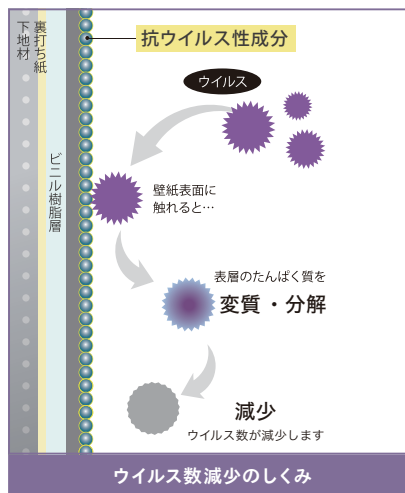 抗ウイルス性成分
下地材
裏打ち紙
ビニル樹脂層
ウイルス
壁紙表面に
触れると…
表層のたんぱく質を
変質・分解
減少
ウイルス数が減少します
ウイルス数減少のしくみ